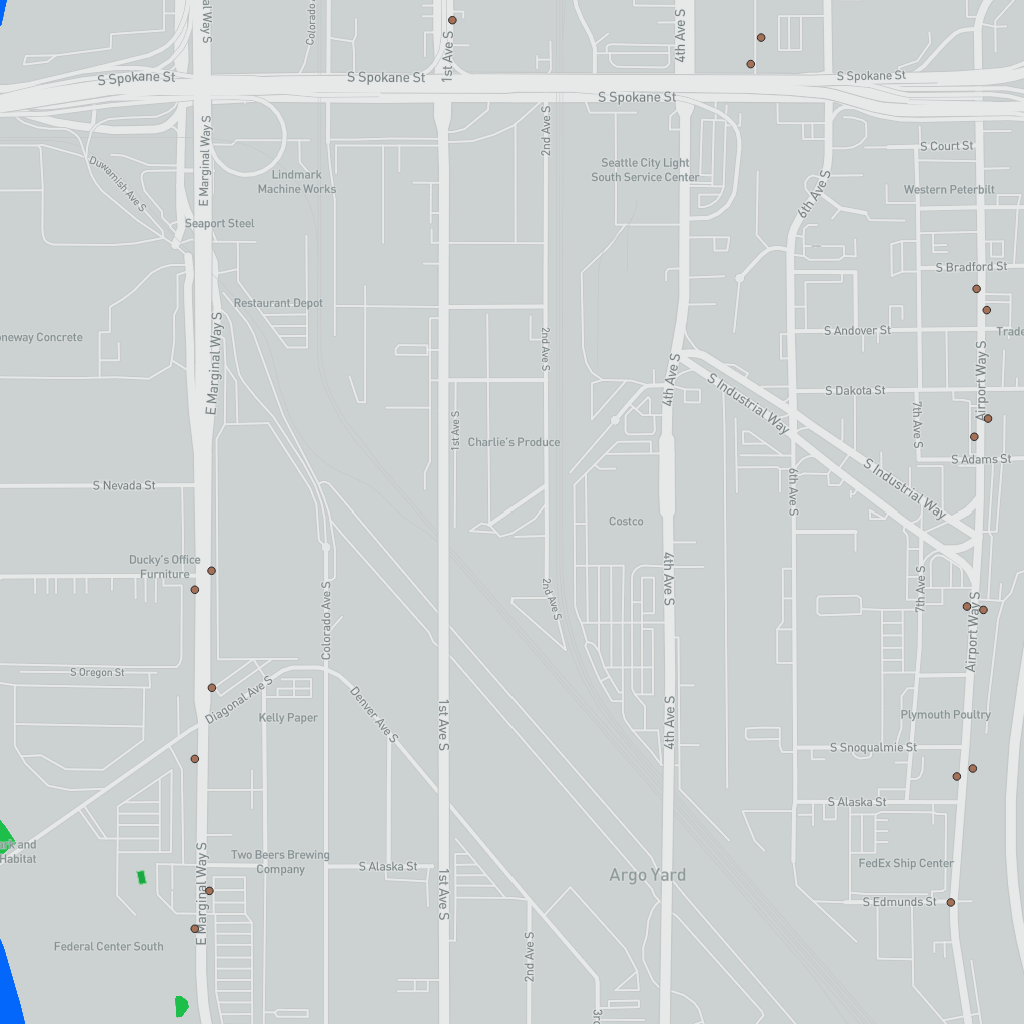 al Way S
Colorado
1st Ave S
4th Ave S
S Spokane St
S Spokane St
S Spokane St
S Spokane St
E Marginal Way S
2nd Ave S
S Court St
Duwamish Ave S
Lindmark
Machine Works
Seattle City Light
South Service Center
6th Ave S
Western Peterbilt
Seaport Steel
S Bradford St
Restaurant Depot
E Marginal Way S
2nd Ave S
oneway Concrete
S Andover St
Trade
4th Ave S
S Industrial Way
S Dakota St
Airport Way S
7th Ave S
1st Ave S
Charlie's Produce
S Adams St
S Nevada St
6th Ave S
S Industrial Way
Costco
Ducky's Office
Furniture
Colorado Ave S
2nd Ave S
4th Ave S
7th Ave S
Airport Way S
S Oregon St
Diagonal Ave S
Kelly Paper
Denver Ave S
1st Ave S
4th Ave S
Plymouth Poultry
S Snoqualmie St
S Alaska St
ark and
Habitat
E Marginal Way S
Two Beers Brewing
Company
S Alaska St
1st Ave S
Argo Yard
FedEx Ship Center
S Edmunds St
Federal Center South
2nd Ave S
3rd